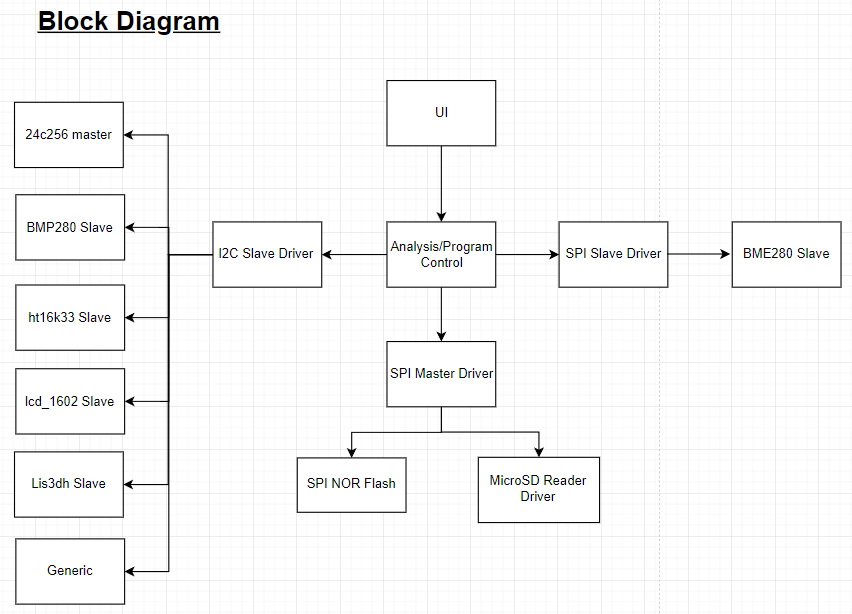 Block Diagram
UI
24c256 master
BMP280 Slave
I2C Slave Driver
Analysis/Program
Control
SPI Slave Driver
BME280 Slave
ht16k33 Slave
SPI Master Driver
lcd_1602 Slave
Lis3dh Slave
SPI NOR Flash
MicroSD Reader
Driver
Generic